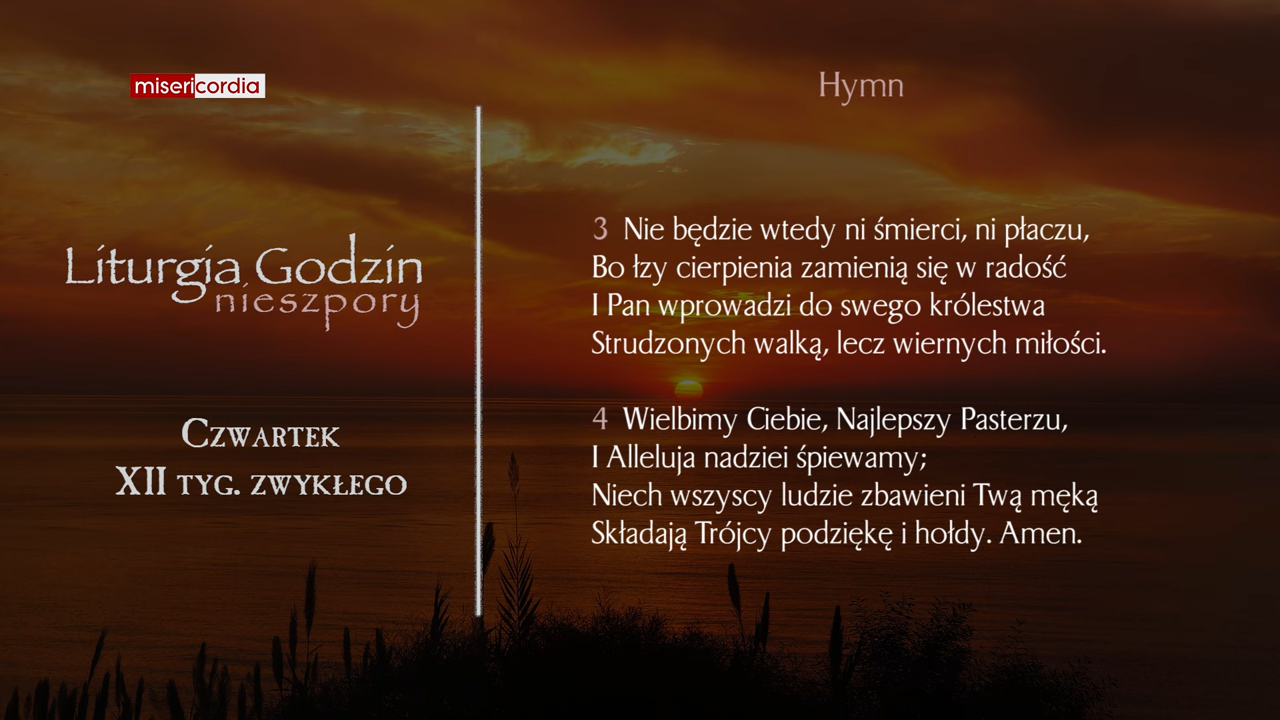 misericordia
Liturgia Godzin
nieszpory
Czwartek
XII tyg. zwykłego
Hymn
3 Nie będzie wtedy ni śmierci, ni płaczu,
Bo łzy cierpienia zamienią się w radość
I Pan wprowadzi do swego królestwa
Strudzonych walką, lecz wiernych miłości.
4 Wielbimy Ciebie, Najlepszy Pasterzu,
I Alleluja nadziei śpiewamy;
Niech wszyscy ludzie zbawieni Twą męką
Składają Trójcy podziękę i hołdy. Amen.